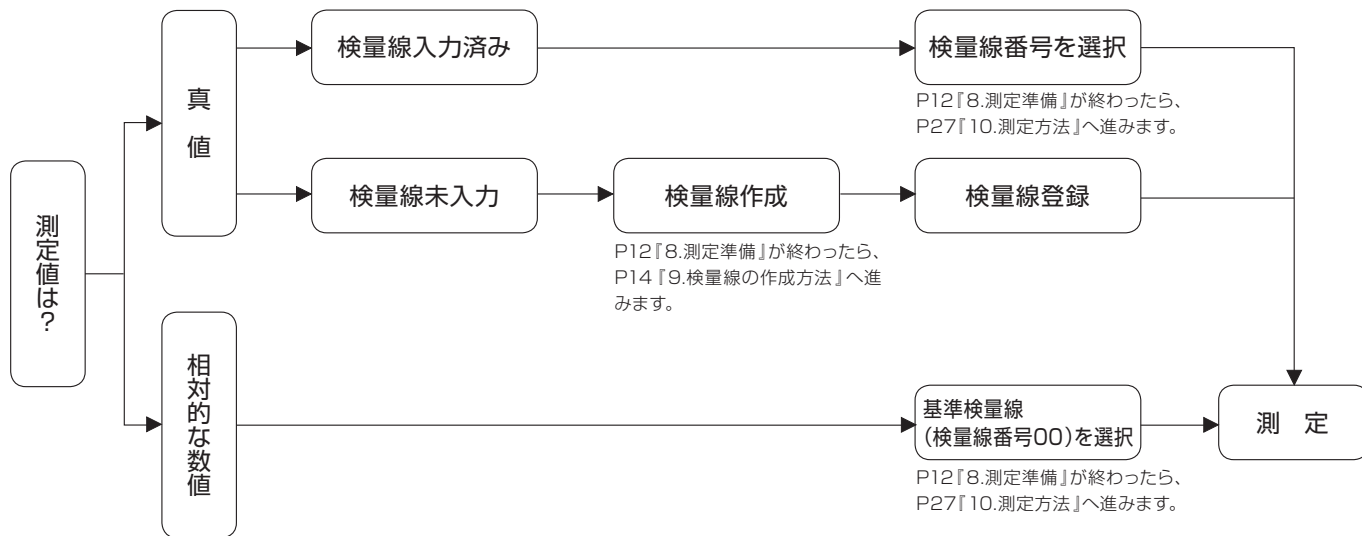 測定値は？
真 値
検量線入力済み
検量線番号を選択
P12『8.測定準備』が終わったら、
P27『10.測定方法』へ進みます。
検量線未入力
検量線作成
P12『8.測定準備』が終わったら、
P14『9.検量線の作成方法』へ進
みます。
検量線登録
相対的な数値
基準検量線
(検量線番号00)を選択
P12『8.測定準備』が終わったら、
P27『10.測定方法』へ進みます。
測 定